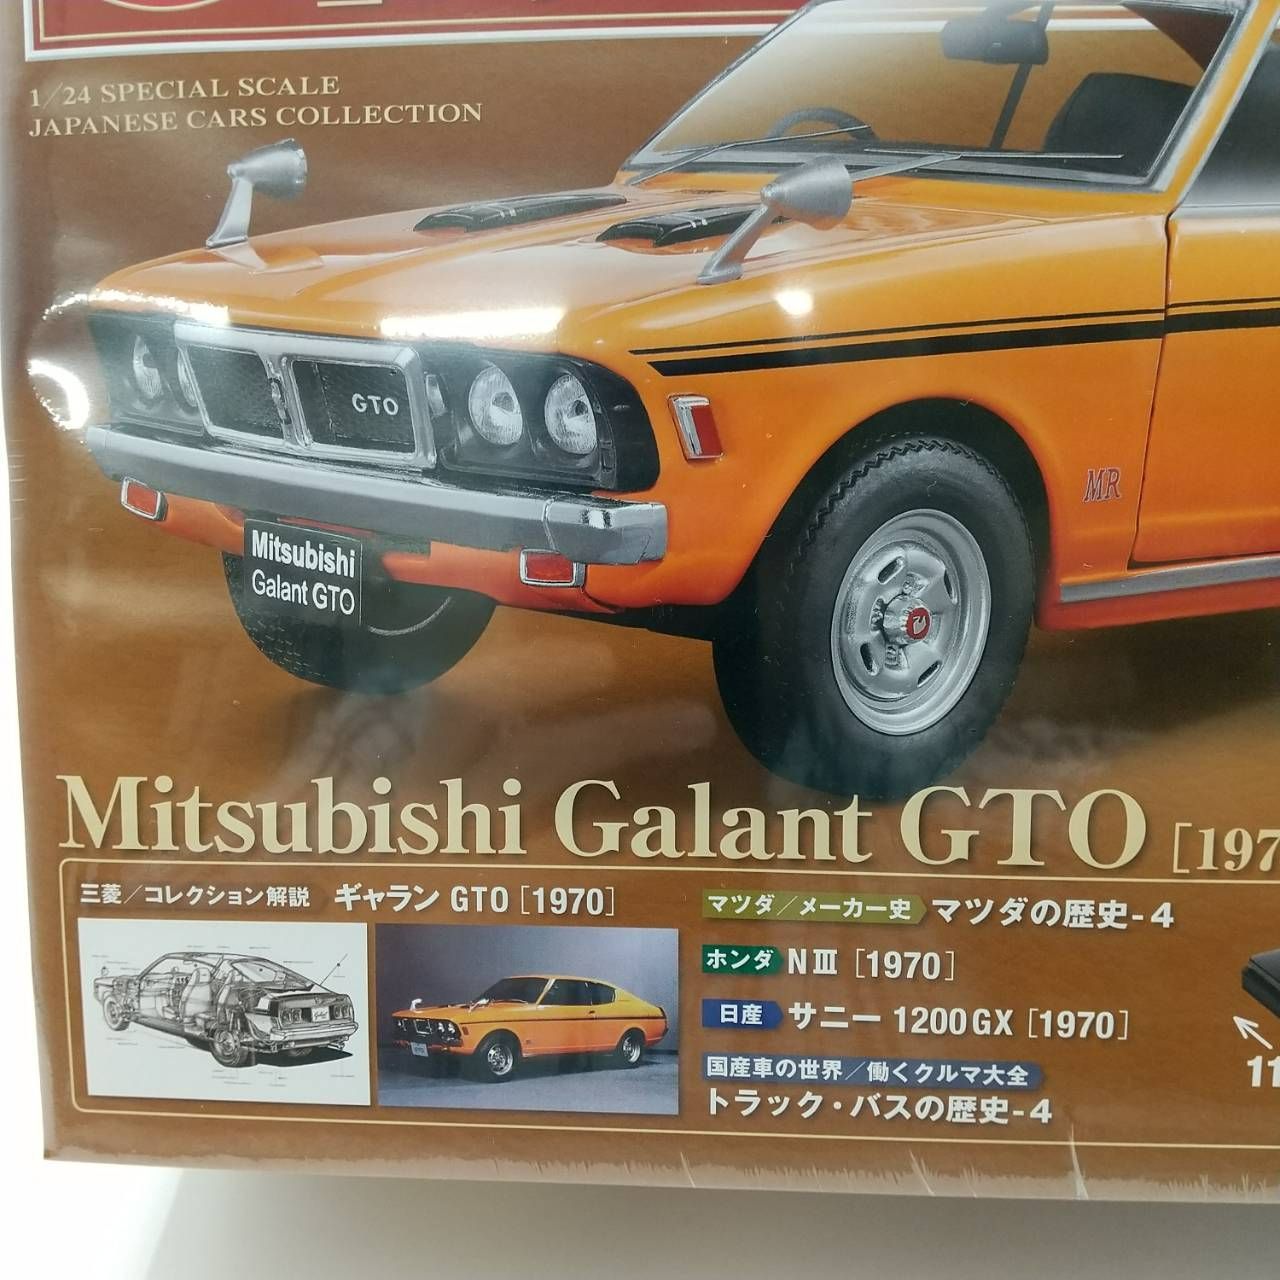 1/24 SPECIAL SCALE
JAPANESE CARS COLLECTION
GTO
MR
Mitsubishi
Galant GTO
Mitsubishi Galant GTO [197
三菱／コレクション解説 ギャラン GTO [1970]
マツダ／メーカー史 マツダの歴史-4
ホンダ NⅢ [1970]
日産 サニー 1200GX [1970]
国産車の世界／働くクルマ大全
トラック・バスの歴史-4
11